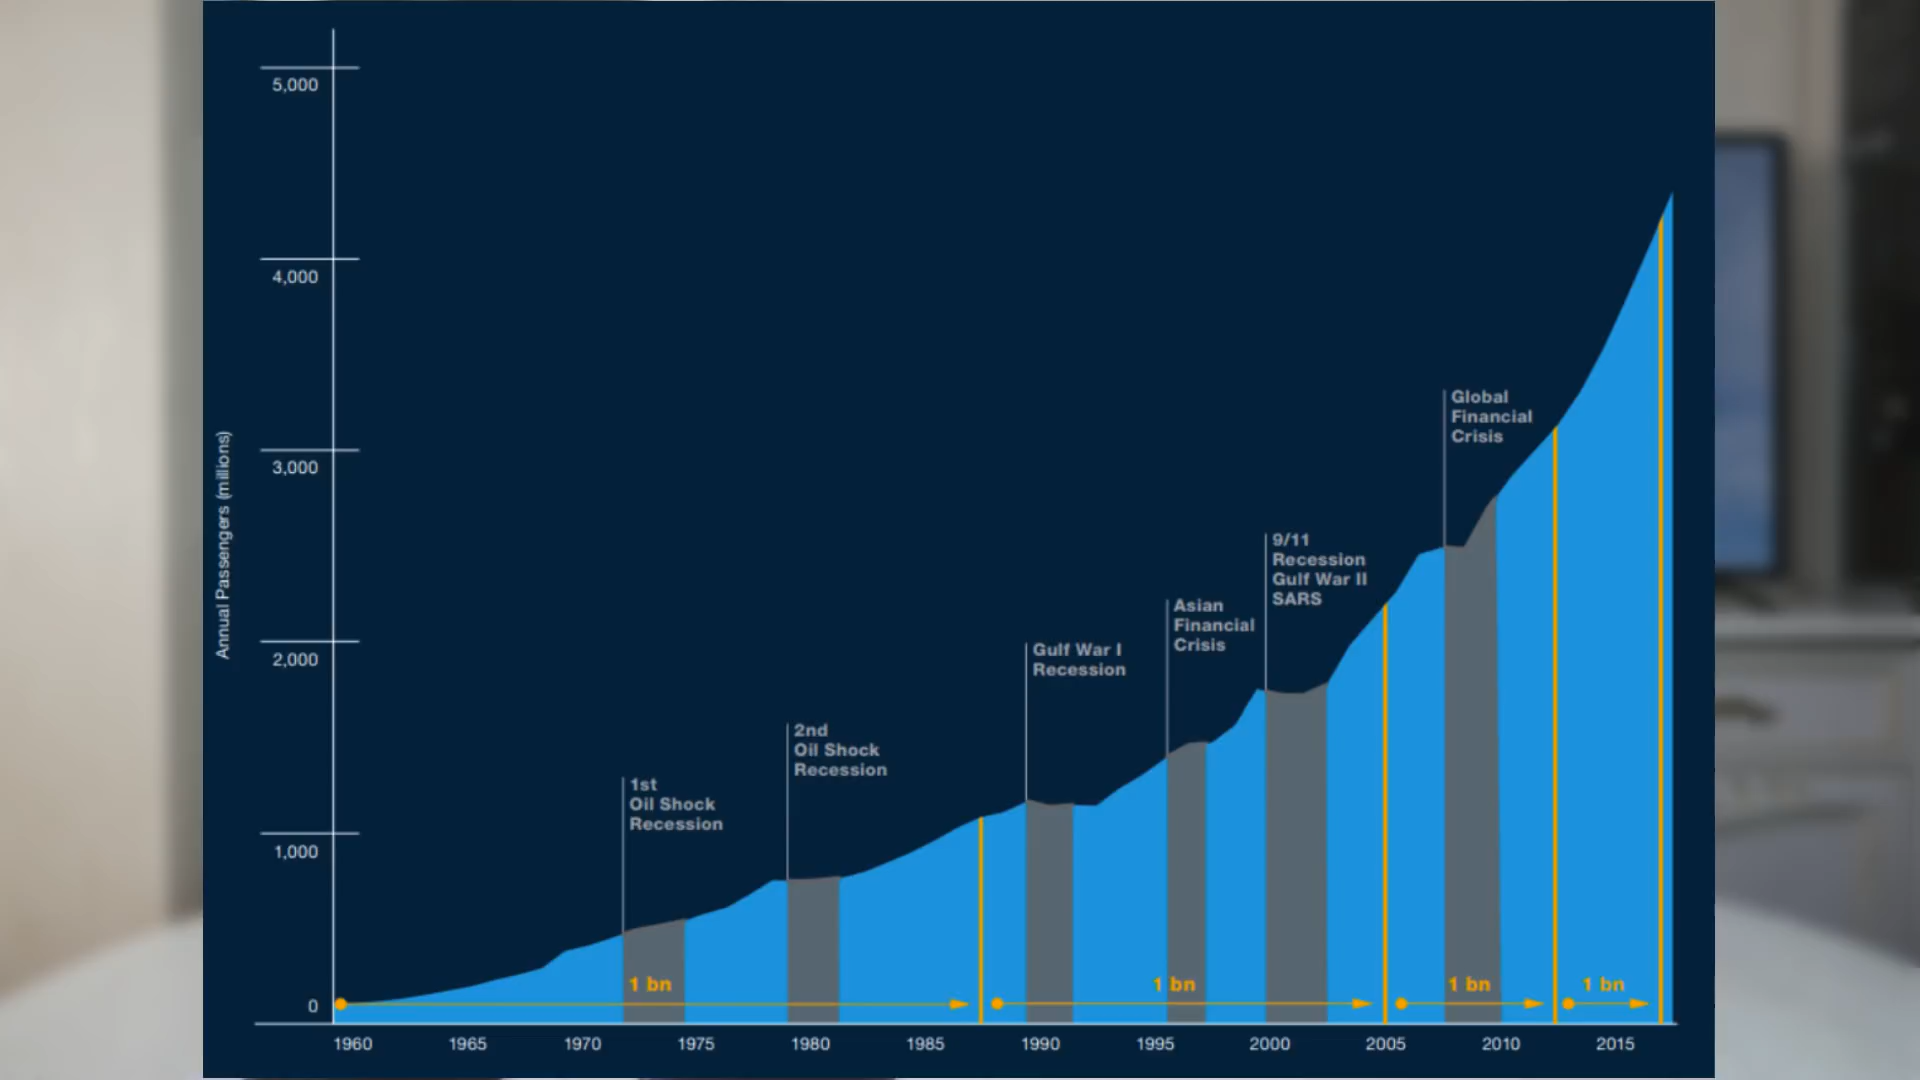 5,000
4,000
3,000
2,000
1,000
0
Annual Passengers (millions)
1st
Oil Shock
Recession
2nd
Oil Shock
Recession
Gulf War I
Recession
Asian
Financial
Crisis
9/11
Recession
Gulf War II
SARS
Global
Financial
Crisis
1 bn
1 bn
1 bn
1 bn
1960 1965 1970 1975 1980 1985 1990 1995 2000 2005 2010 2015